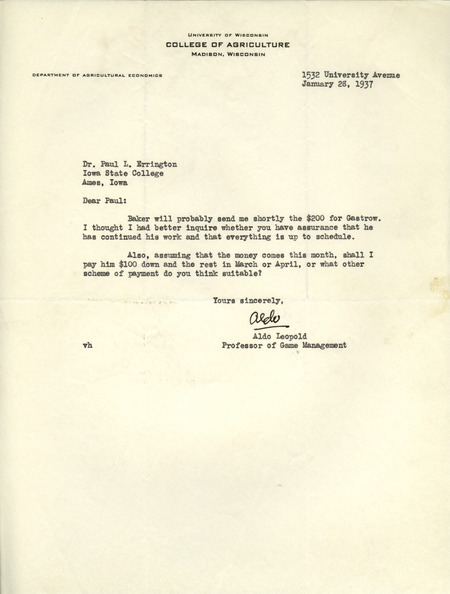 UNIVERSITY OF WISCONSIN
COLLEGE OF AGRICULTURE
MADISON, WISCONSIN
DEPARTMENT OF AGRICULTURAL ECONOMICS
1532 University Avenue
January 28, 1937
Dr. Paul L. Errington
Iowa State College
Ames, Iowa
Dear Paul:
Baker will probably send me shortly the $200 for Gastrow.
I thought I had better inquire whether you have assurance that he
has continued his work and that everything is up to schedule.
Also, assuming that the money comes this month, shall I
pay him $100 down and the rest in March or April, or what other
scheme of payment do you think suitable?
Yours sincerely,
Aldo
Aldo Leopold
vh Professor of Game Management